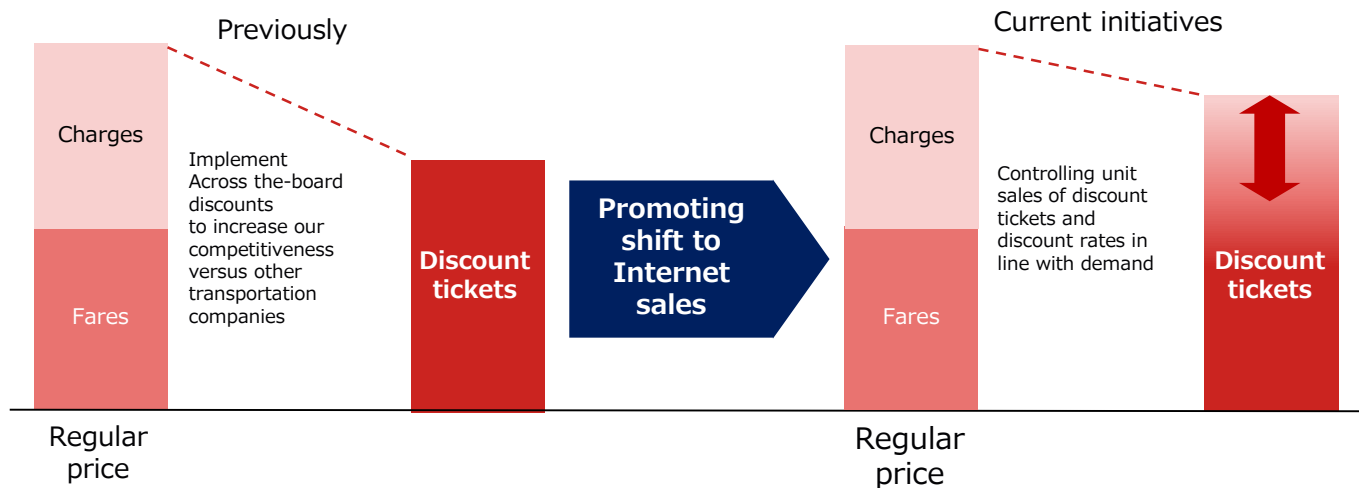 Previously
Charges
Fares
Implement
Across the-board
discounts
to increase our
competitiveness
versus other
transportation
companies
Discount
tickets
Regular
price
Promoting
shift to
Internet
sales
Current initiatives
Charges
Fares
Controlling unit
sales of discount
tickets and
discount rates in
line with demand
Discount
tickets
Regular
price